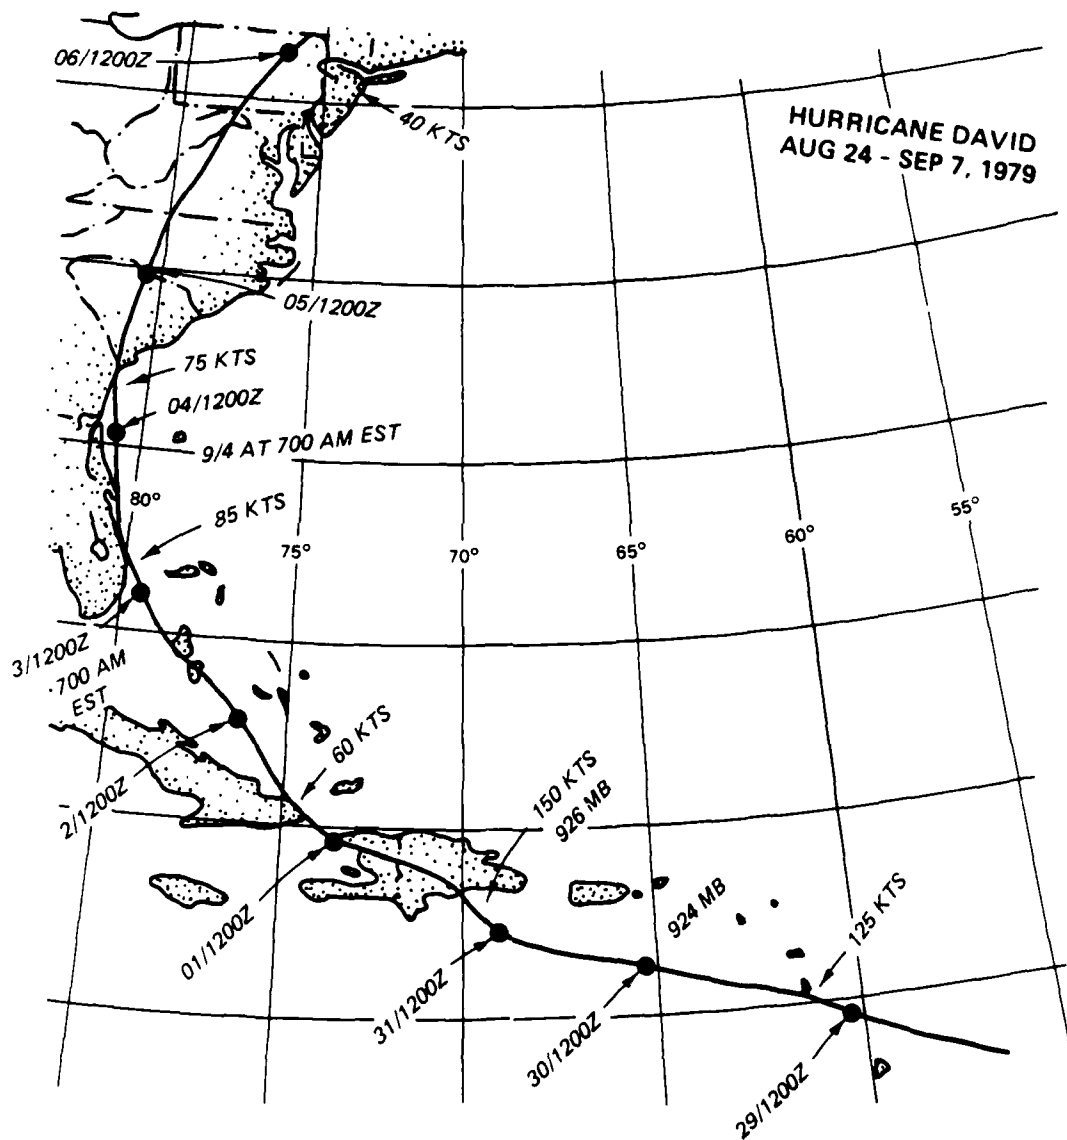 06/1200Z
40 KTS
HURRICANE DAVID
AUG 24 - SEP 7, 1979
05/1200Z
75 KTS
04/1200Z
9/4 AT 700 AM EST
80°
85 KTS
75°
70°
65°
60°
55°
3/1200Z
700 AM
EST
2/1200Z
60 KTS
150 KTS
926 MB
01/1200Z
924 MB
125 KTS
31/1200Z
30/1200Z
29/1200Z